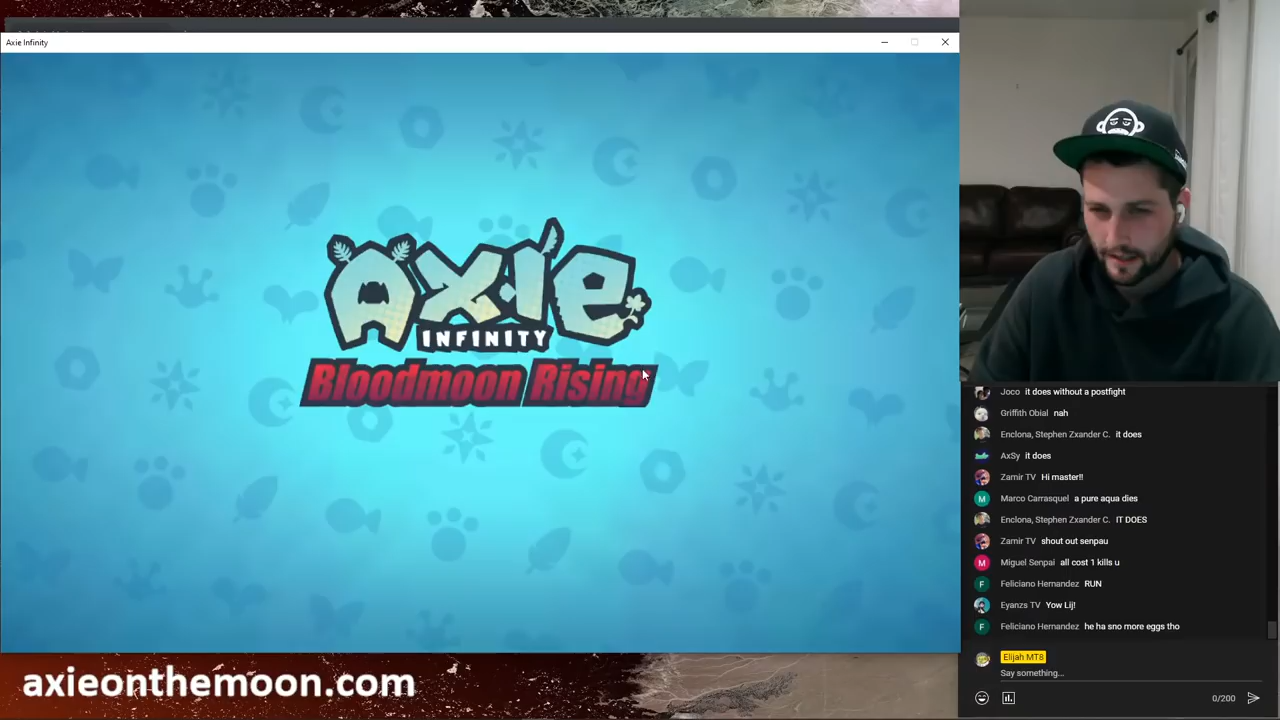 Axie Infinity
Axie
INFINITY
Bloodmoon Rising
Joco it does without a postfight
Griffith Obial nah
Enclona, Stephen Zxander C. it does
AxSy it does
Zamir TV Hi master!!
Marco Carrasquel a pure aqua dies
Enclona, Stephen Zxander C. IT DOES
Zamir TV shout out senpau
M Miguel Senpai all cost 1 kills u
F Feliciano Hernandez RUN
Eyanzs TV Yow Lij!
F Feliciano Hernandez he ha sno more eggs tho
Elijah MT8
Say something...
0/200
axieonthemoon.com